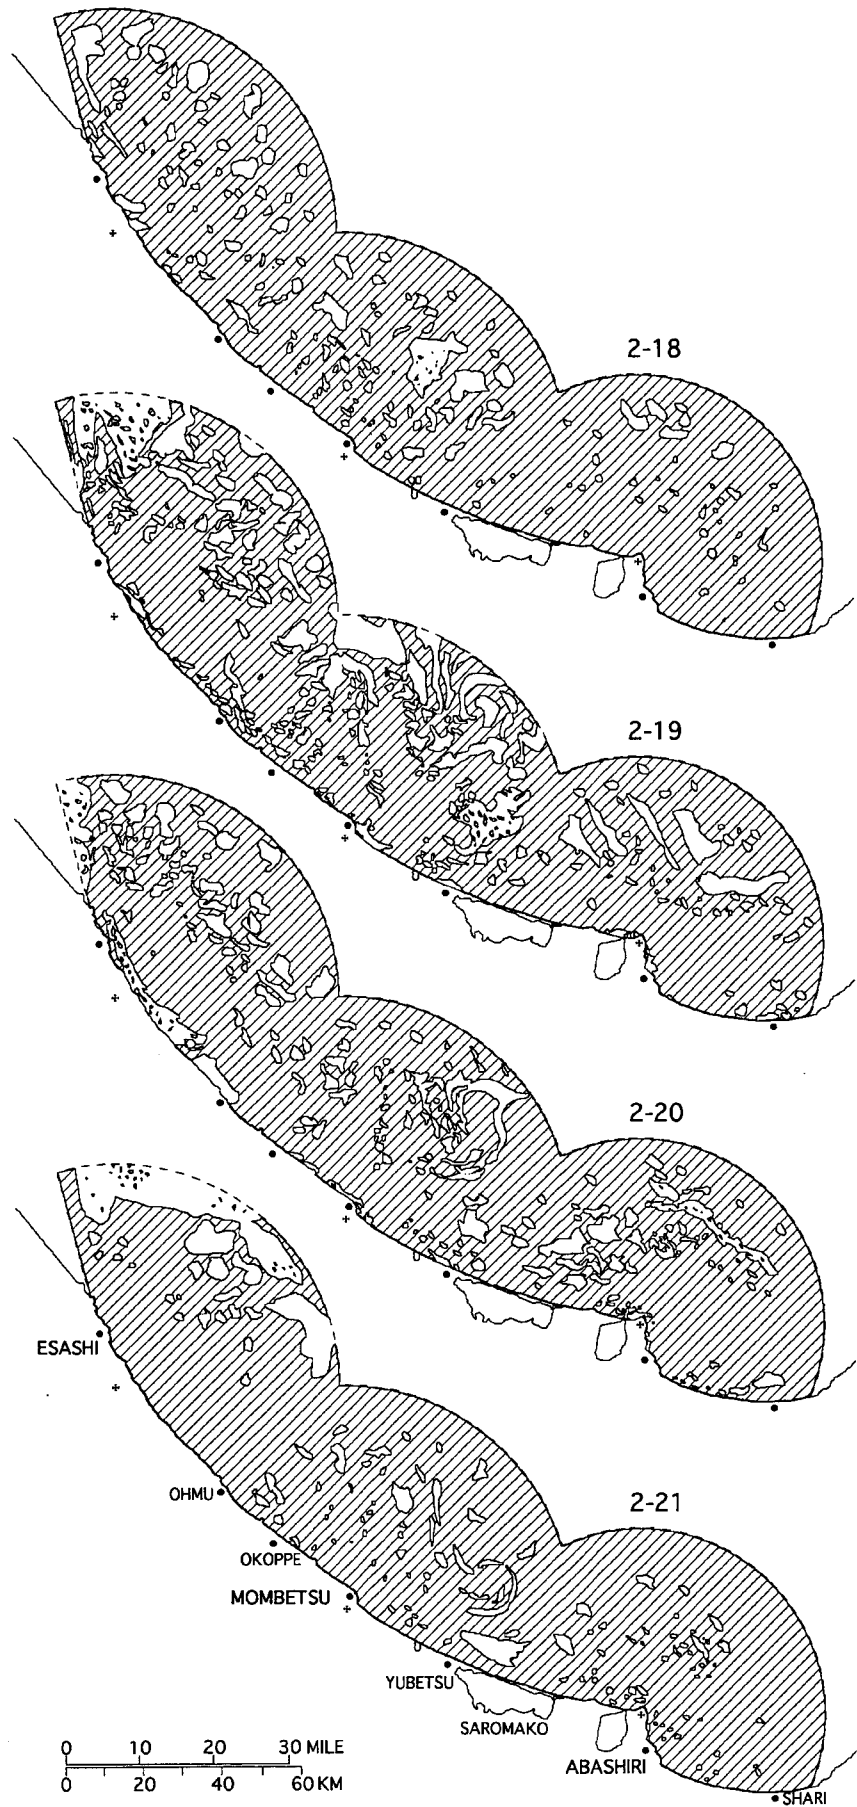 2-18
2-19
2-20
ESASHI
OHMU
2-21
OKOPPE
MOMBETSU
YUBETSU
SAROMAKO
ABASHIRI
SHARI
0 10 20 30 MILE
0 20 40 60 KM